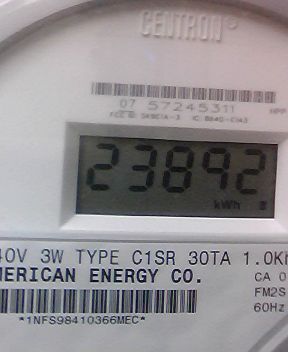 CENTRON®
07 57245311
23892
kWh
40V 3W TYPE C1SR 30TA 1.0Kh
MERICAN ENERGY CO.
CA 0
FM2S
60Hz
*1NFS98410366MEC*